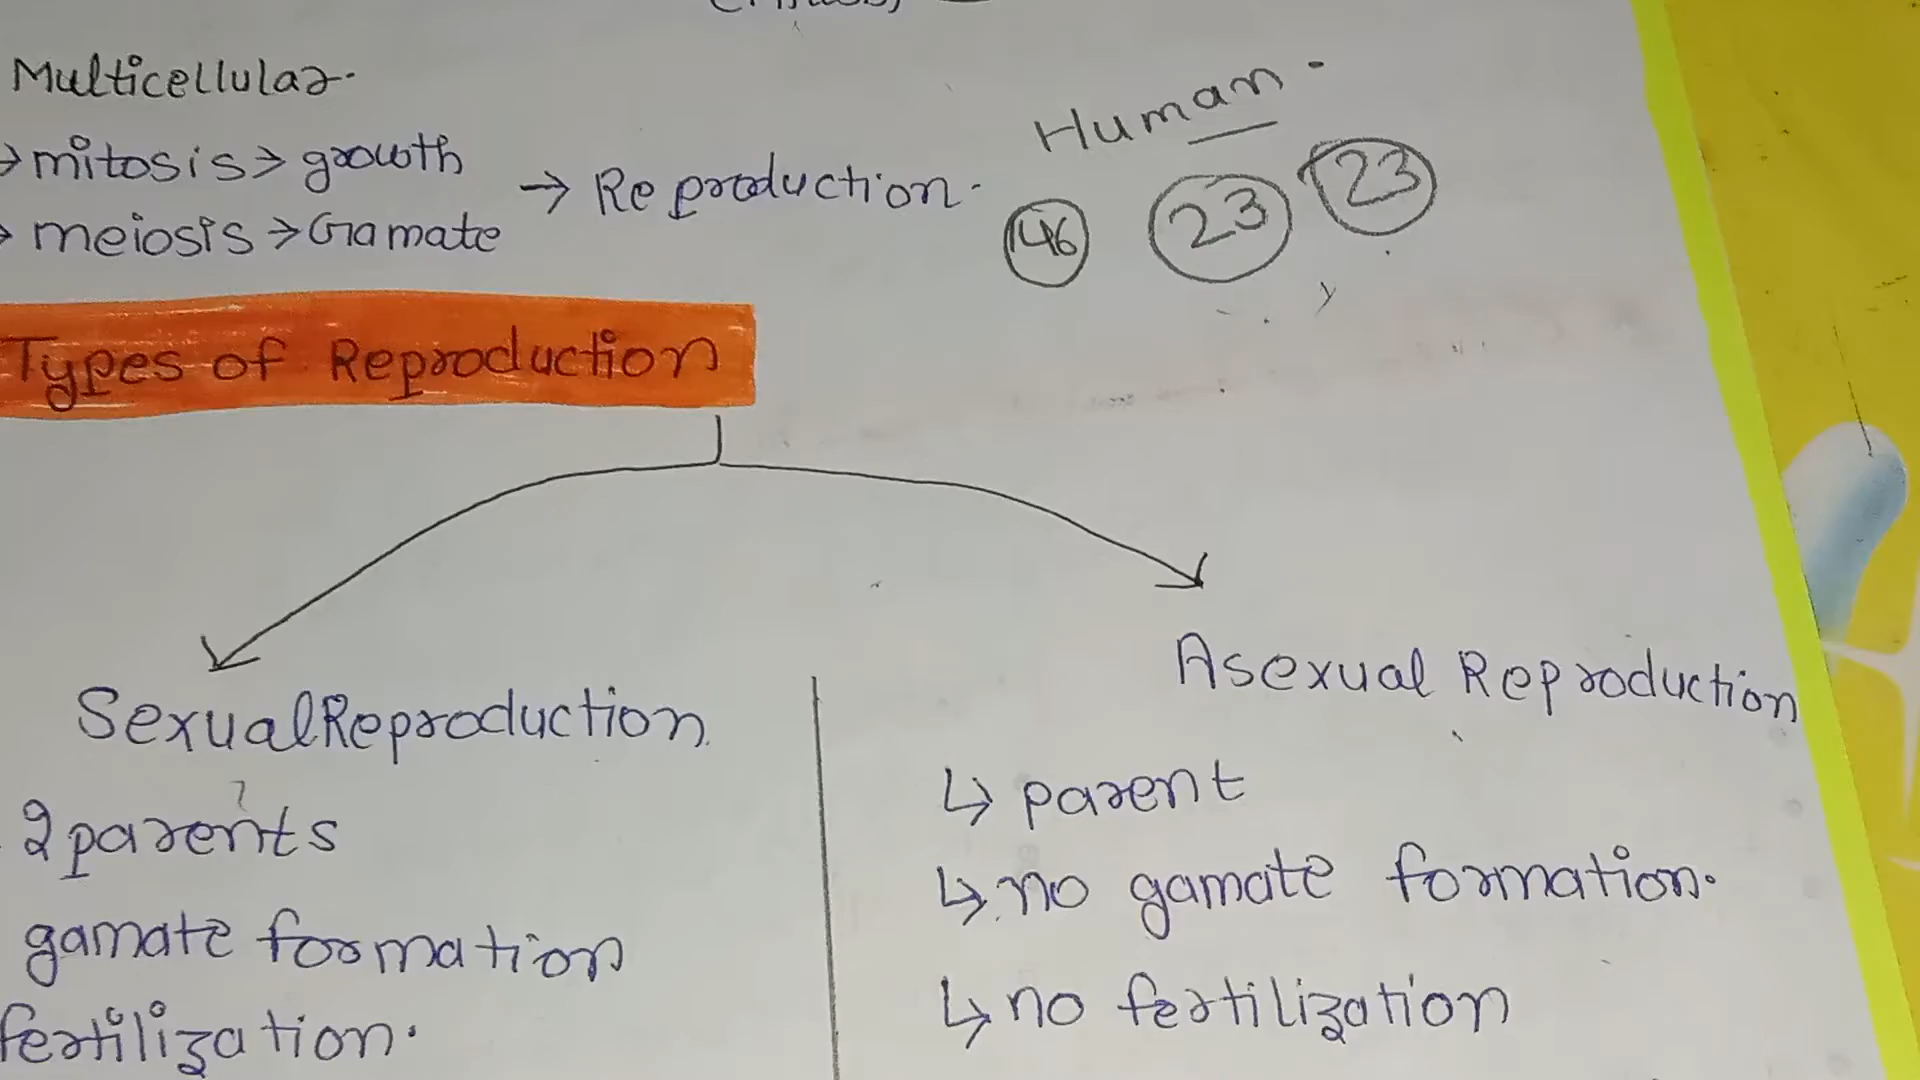 Multicellular.
→ mitosis → growth
→ meiosis → Gamate
→ Reproduction.
Human.
46 23 23
Types of Reproduction
Sexual Reproduction
2 parents
gamate formation
fertilization.
Asexual Reproduction
↳ parent
↳ no gamate formation.
↳ no fertilization